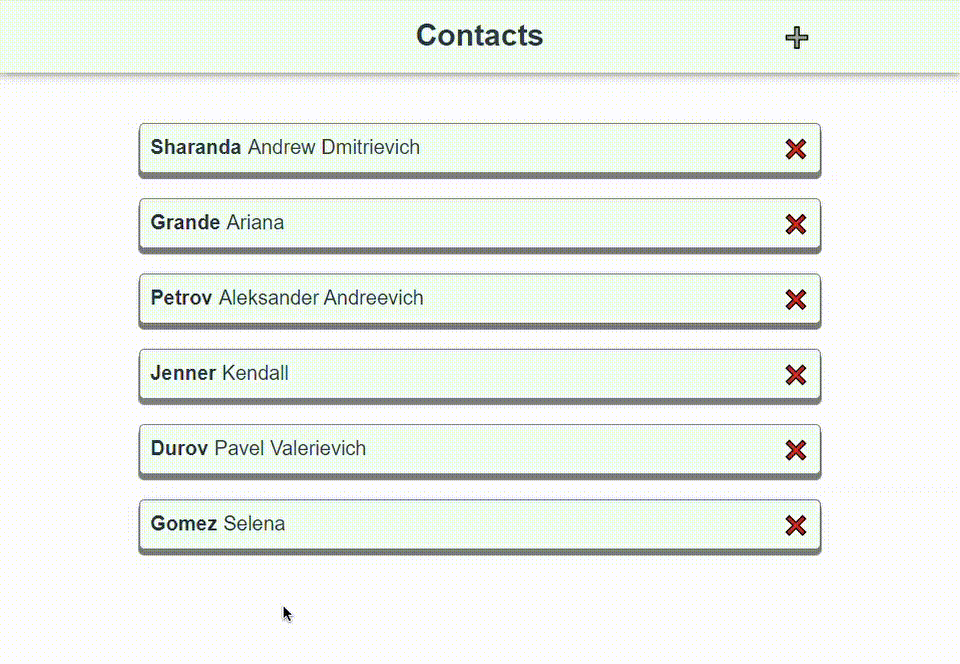 Contacts
Sharanda Andrew Dmitrievich
Grande Ariana
Petrov Aleksander Andreevich
Jenner Kendall
Durov Pavel Valerievich
Gomez Selena